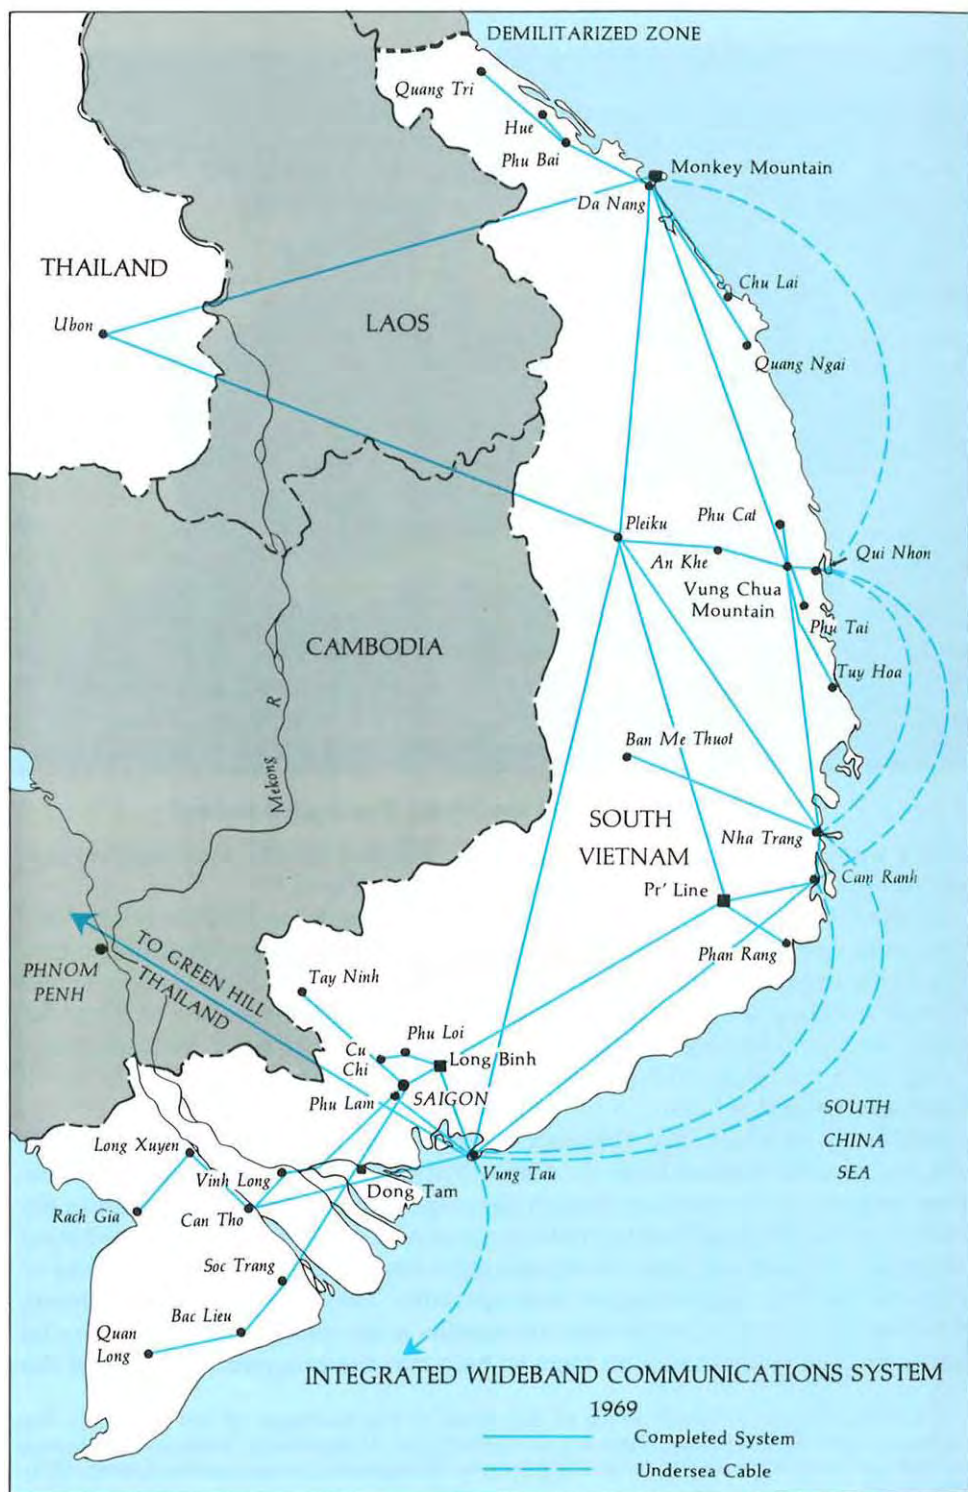 DEMILITARIZED ZONE
Quang Tri
Hue
Phu Bai
Monkey Mountain
Da Nang
THAILAND
Chu Lai
Ubon
LAOS
Quang Ngai
Pleiku
Phu Cat
An Khe
Qui Nhon
Vung Chua
Mountain
Phu Tai
CAMBODIA
Tuy Hoa
Mekong R
Ban Me Thuot
SOUTH
VIETNAM
Nha Trang
Pr' Line
Cam Ranh
TO GREEN HILL
THAILAND
PHNOM
PENH
Phan Rang
Tay Ninh
Phu Loi
Cu
Chi
Long Binh
Phu Lam
SAIGON
SOUTH
CHINA
SEA
Long Xuyen
Vinh Long
Vung Tau
Dong Tam
Rach Gia
Can Tho
Soc Trang
Bac Lieu
Quan
Long
INTEGRATED WIDEBAND COMMUNICATIONS SYSTEM
1969
Completed System
Undersea Cable